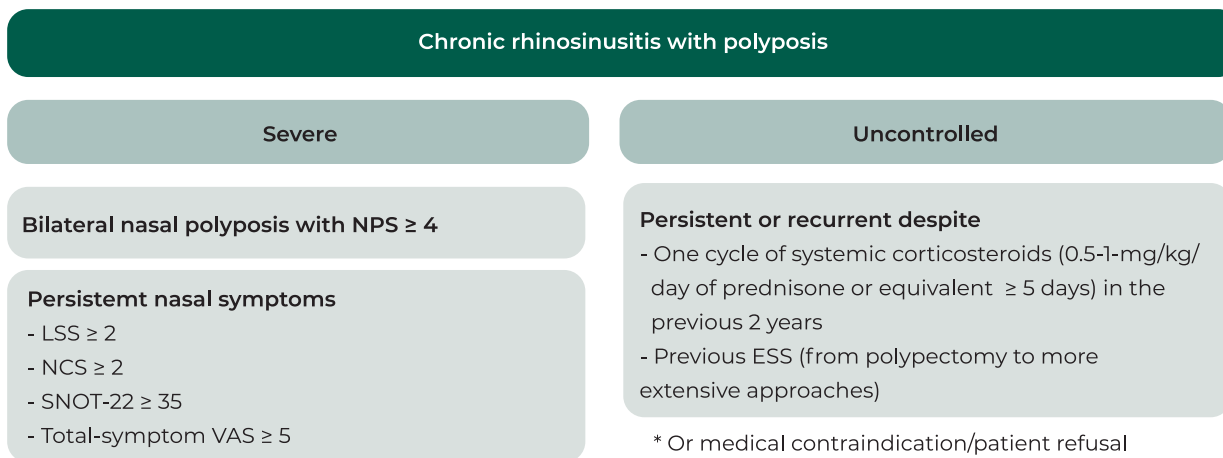 Chronic rhinosinusitis with polyposis
Severe
Bilateral nasal polyposis with NPS ≥ 4
Persistemt nasal symptoms
- LSS ≥ 2
- NCS ≥ 2
- SNOT-22 ≥ 35
- Total-symptom VAS ≥ 5
Uncontrolled
Persistent or recurrent despite
- One cycle of systemic corticosteroids (0.5-1-mg/kg/
day of prednisone or equivalent ≥ 5 days) in the
previous 2 years
- Previous ESS (from polypectomy to more
extensive approaches)
* Or medical contraindication/patient refusal